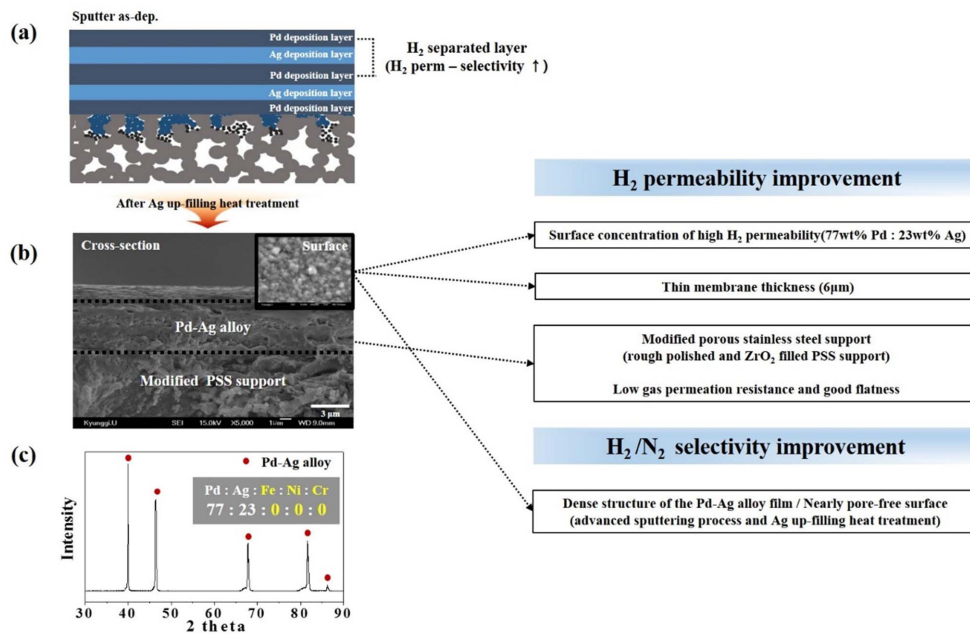 Sputter as-dep.
(a)
Pd deposition layer
Ag deposition layer
Pd deposition layer
Ag deposition layer
Pd deposition layer
H₂ separated layer
(H₂ perm – selectivity ↑ )
After Ag up-filling heat treatment
(b)
Cross-section
Surface
Pd-Ag alloy
Modified PSS support
3 μm
Kyunggi.U SEI 15.0kV X5,000 1μm WD 9.0mm
(c)
Pd-Ag alloy
Pd : Ag : Fe : Ni : Cr
77 : 23 : 0 : 0 : 0
Intensity
30 40 50 60 70 80 90
2 theta
H₂ permeability improvement
Surface concentration of high H₂ permeability(77wt% Pd : 23wt% Ag)
Thin membrane thickness (6μm)
Modified porous stainless steel support
(rough polished and ZrO₂ filled PSS support)
Low gas permeation resistance and good flatness
H₂ /N₂ selectivity improvement
Dense structure of the Pd-Ag alloy film / Nearly pore-free surface
(advanced sputtering process and Ag up-filling heat treatment)